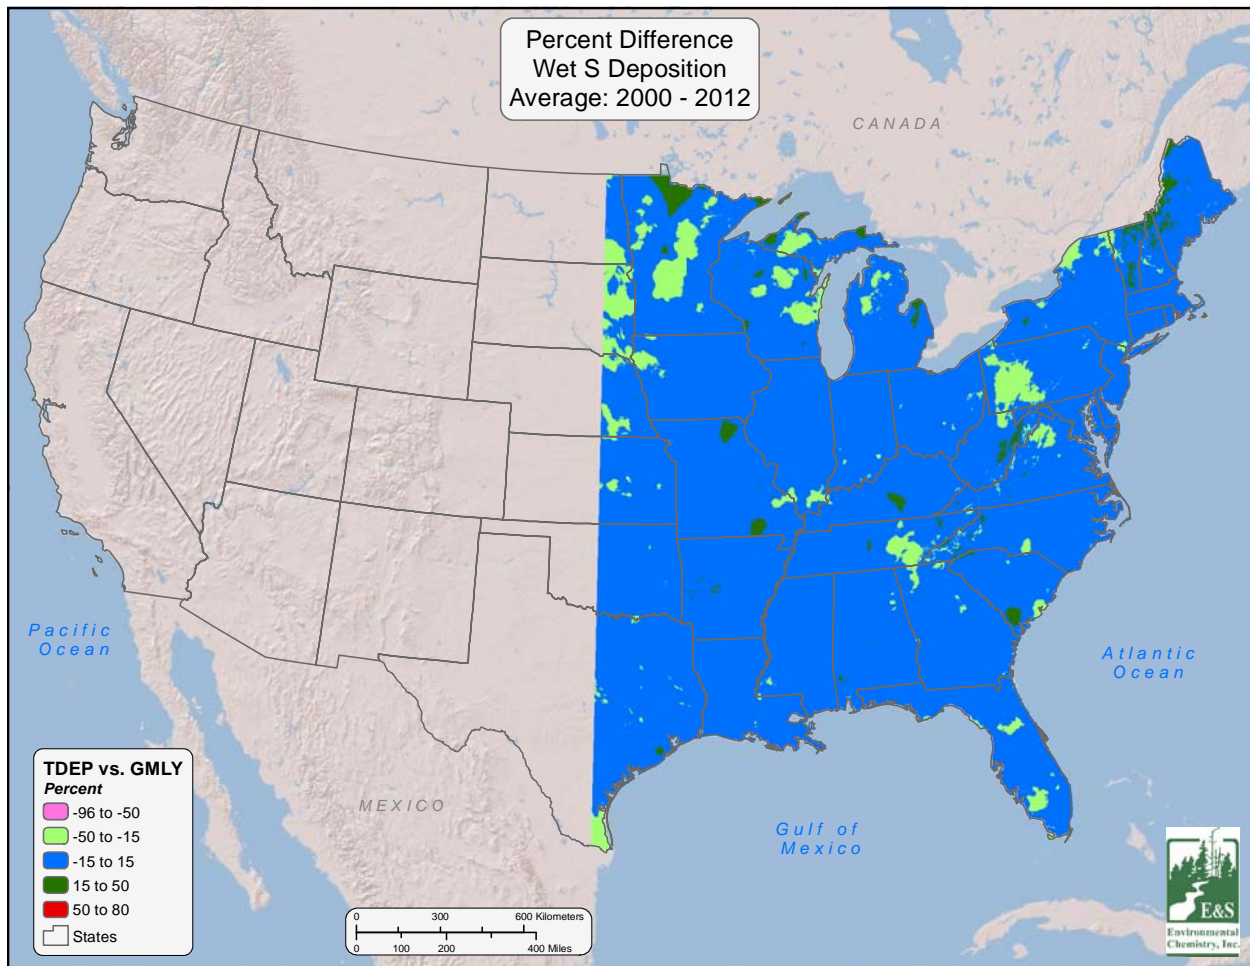 Percent Difference
Wet S Deposition
Average: 2000 - 2012
CANADA
Pacific
Ocean
Atlantic
Ocean
MEXICO
Gulf of
Mexico
TDEP vs. GMLY
Percent
-96 to -50
-50 to -15
-15 to 15
15 to 50
50 to 80
States
0 300 600 Kilometers
0 100 200 400 Miles
E&S
Environmental
Chemistry, Inc.